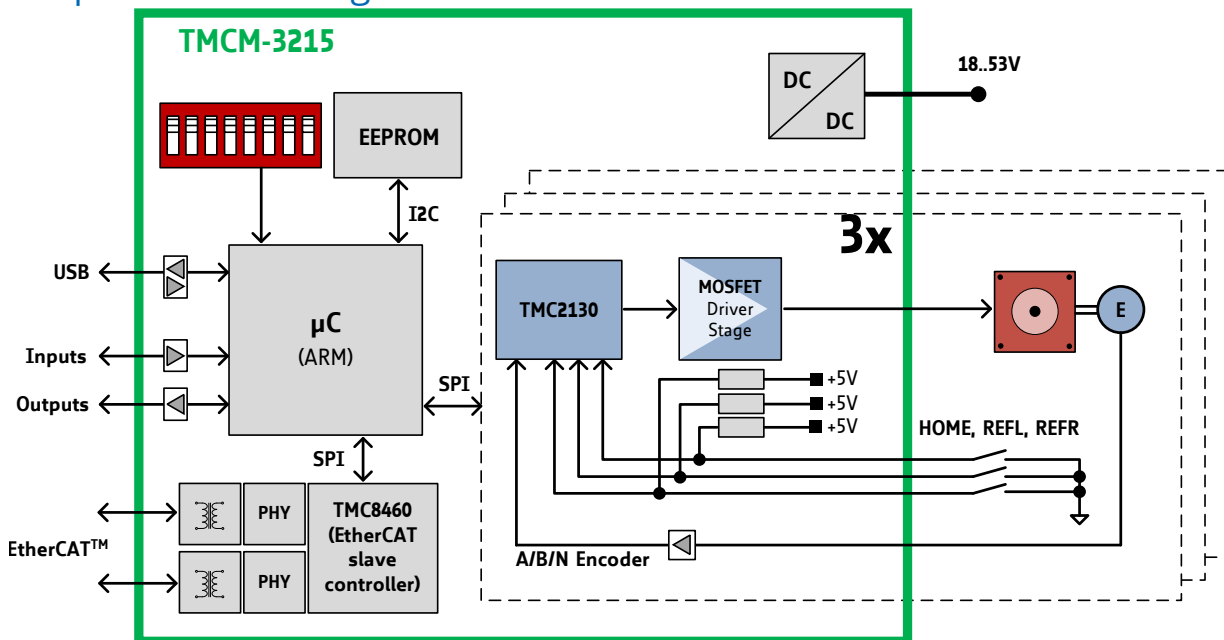 TMCM-3215
DC
DC
18..53V
EEPROM
I2C
3x
USB
µC
(ARM)
TMC2130
MOSFET
Driver
Stage
E
Inputs
Outputs
SPI
+5V
+5V
+5V
HOME, REFL, REFR
SPI
PHY
TMC8460
(EtherCAT
slave
controller)
EtherCAT™
PHY
A/B/N Encoder